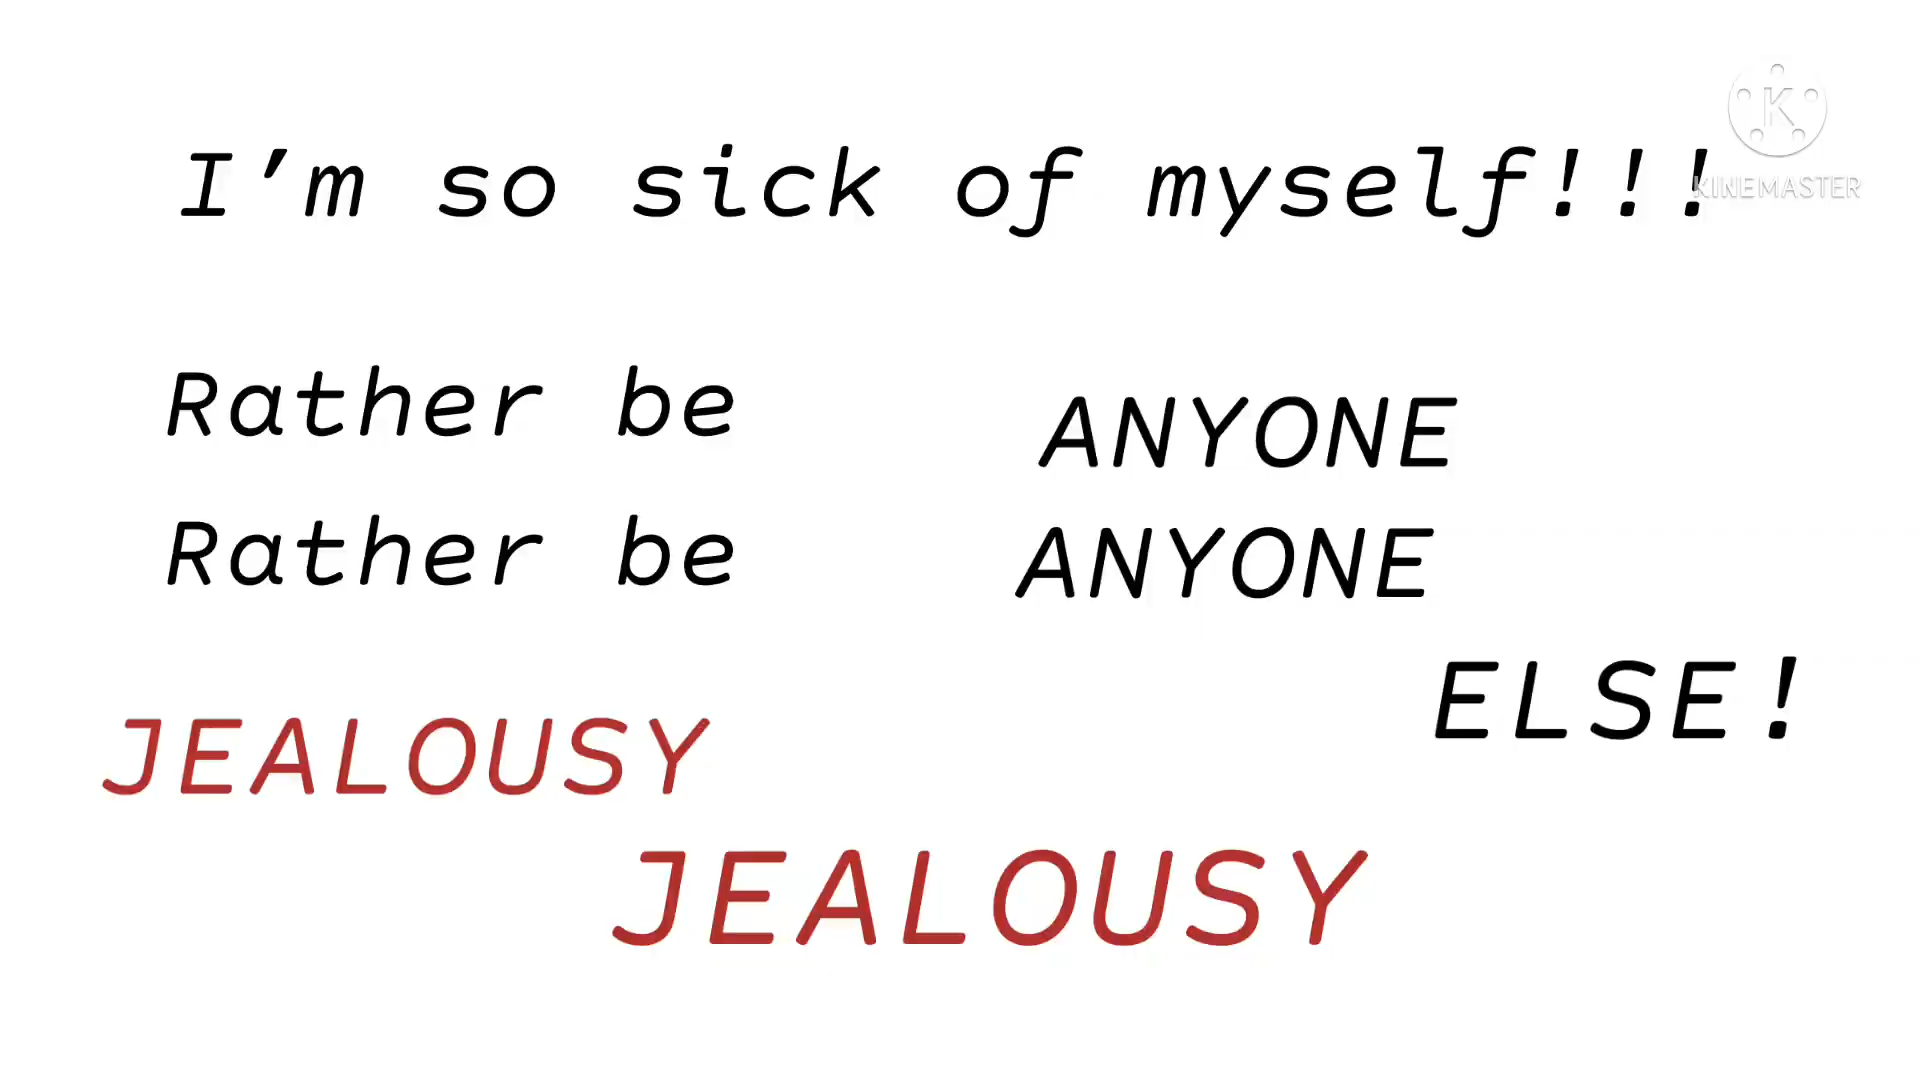 I'm so sick of myself!!!
KINEMASTER
Rather be ANYONE
Rather be ANYONE
ELSE!
JEALOUSY
JEALOUSY